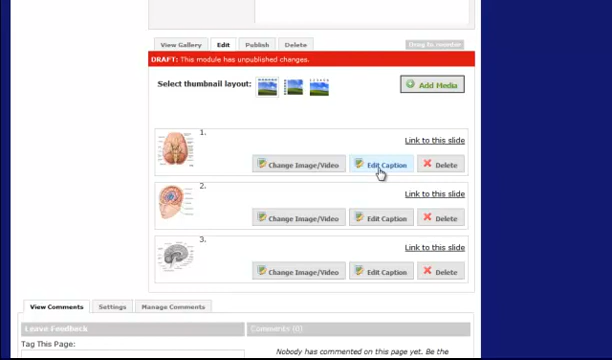 View Gallery Edit Publish Delete Drag to reorder
DRAFT: This module has unpublished changes.
Select thumbnail layout: Add Media
1.
Link to this slide
Change Image/Video Edit Caption Delete
2.
Link to this slide
Change Image/Video Edit Caption Delete
3.
Link to this slide
Change Image/Video Edit Caption Delete
View Comments Settings Manage Comments
Leave Feedback Comments (0)
Tag This Page:
Nobody has commented on this page yet. Be the